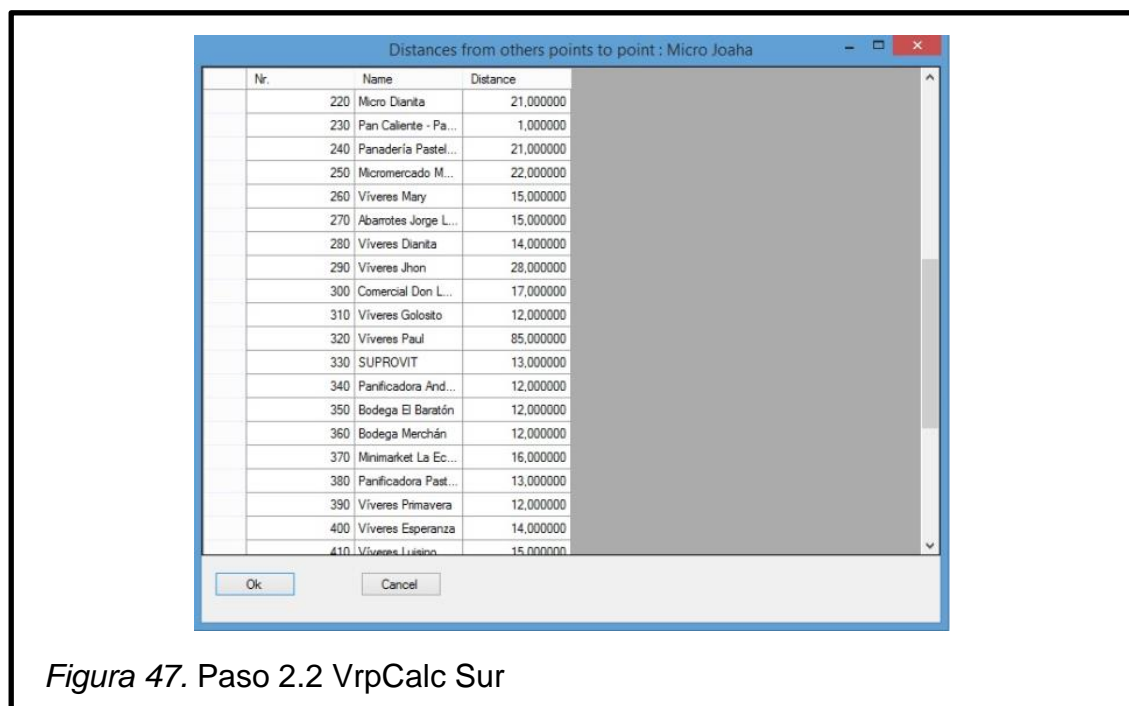 Distances from others points to point : Micro Joaha
Nr. Name Distance
220 Micro Dianita 21,000000
230 Pan Caliente - Pa... 1,000000
240 Panadería Pastel... 21,000000
250 Micromercado M... 22,000000
260 Víveres Mary 15,000000
270 Abarrotes Jorge L... 15,000000
280 Víveres Dianita 14,000000
290 Víveres Jhon 28,000000
300 Comercial Don L... 17,000000
310 Víveres Golosito 12,000000
320 Víveres Paul 85,000000
330 SUPROVIT 13,000000
340 Panificadora And... 12,000000
350 Bodega El Baratón 12,000000
360 Bodega Merchán 12,000000
370 Minimarket La Ec... 16,000000
380 Panificadora Past... 13,000000
390 Víveres Primavera 12,000000
400 Víveres Esperanza 14,000000
410 Víveres Luisino 15,000000
Ok Cancel
Figura 47. Paso 2.2 VrpCalc Sur